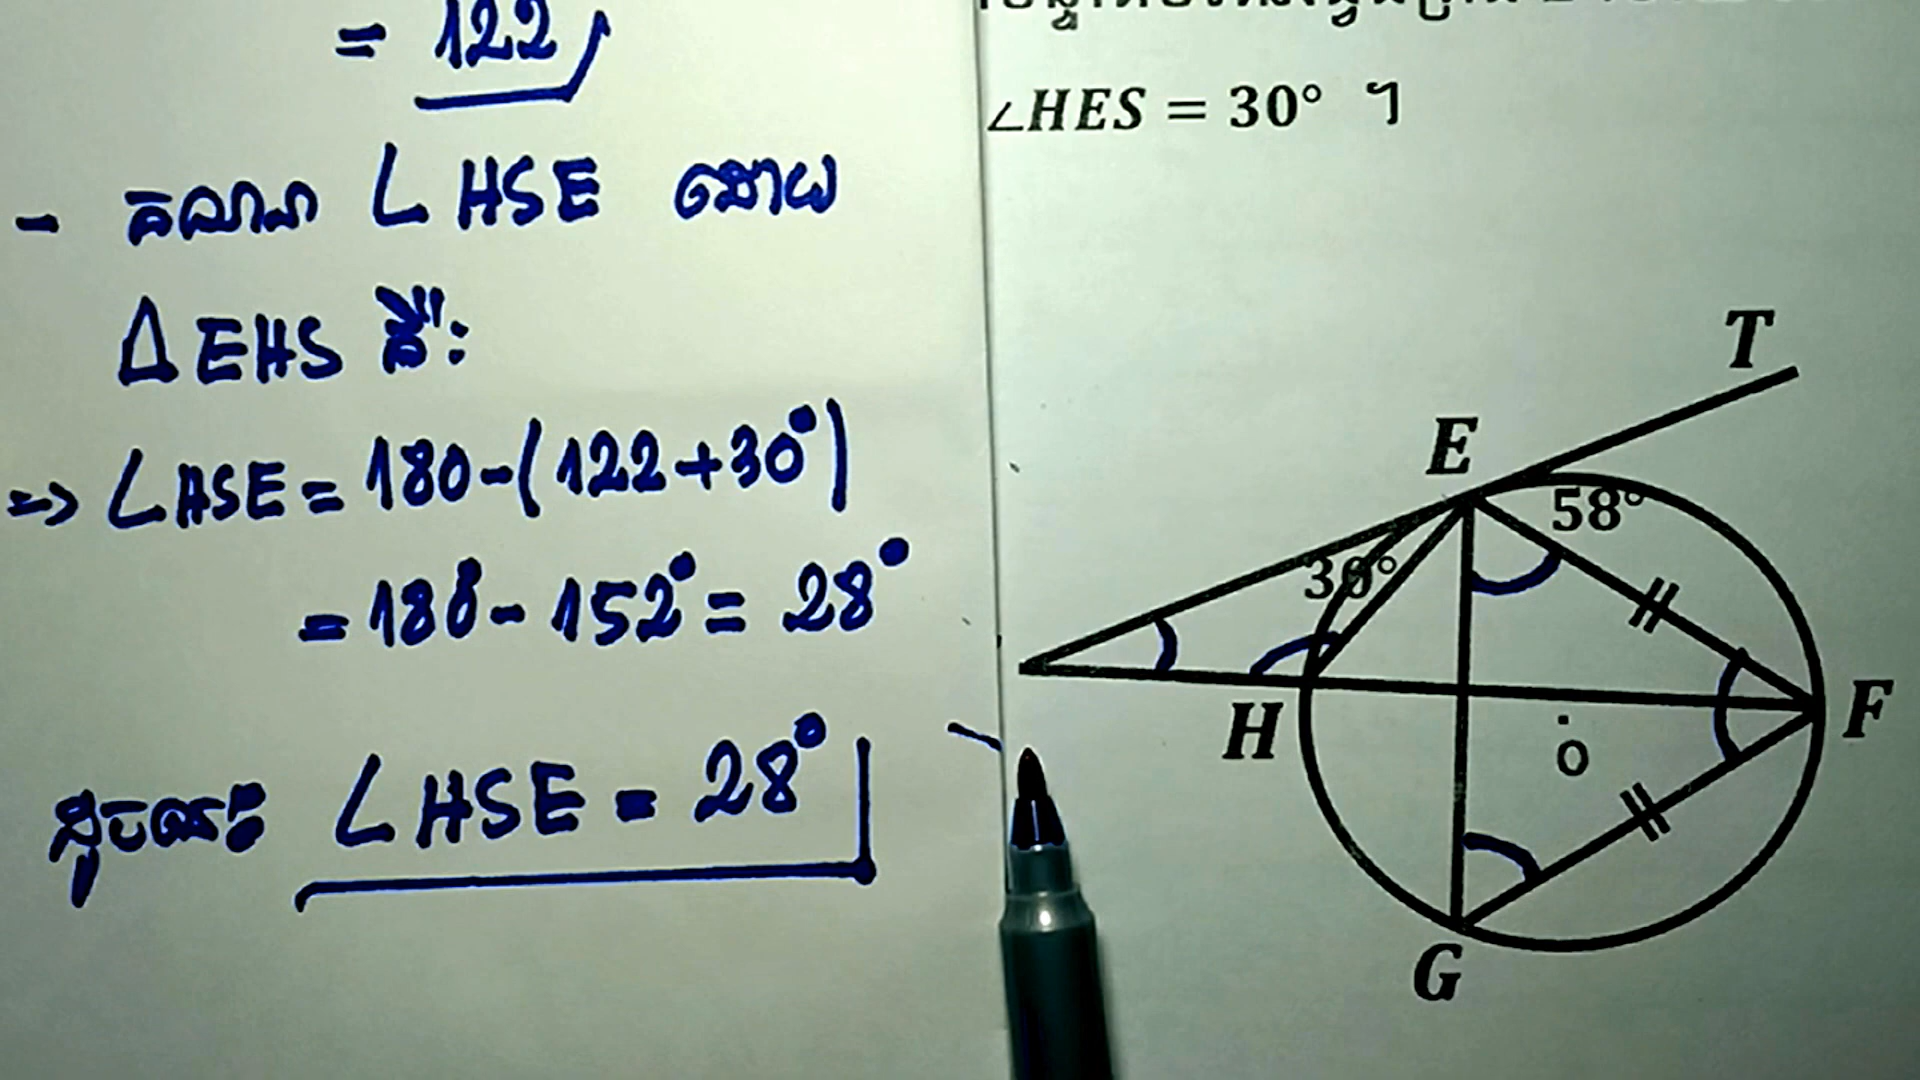 = 122
- គណនា ∠HSE ដោយ
ΔEHS គឺ:
=> ∠HSE = 180-(122+30°)
= 180-152° = 28°
ដូចនេះ ∠HSE = 28°
∠HES = 30° ។
T
E
58°
30°
H
F
O
G